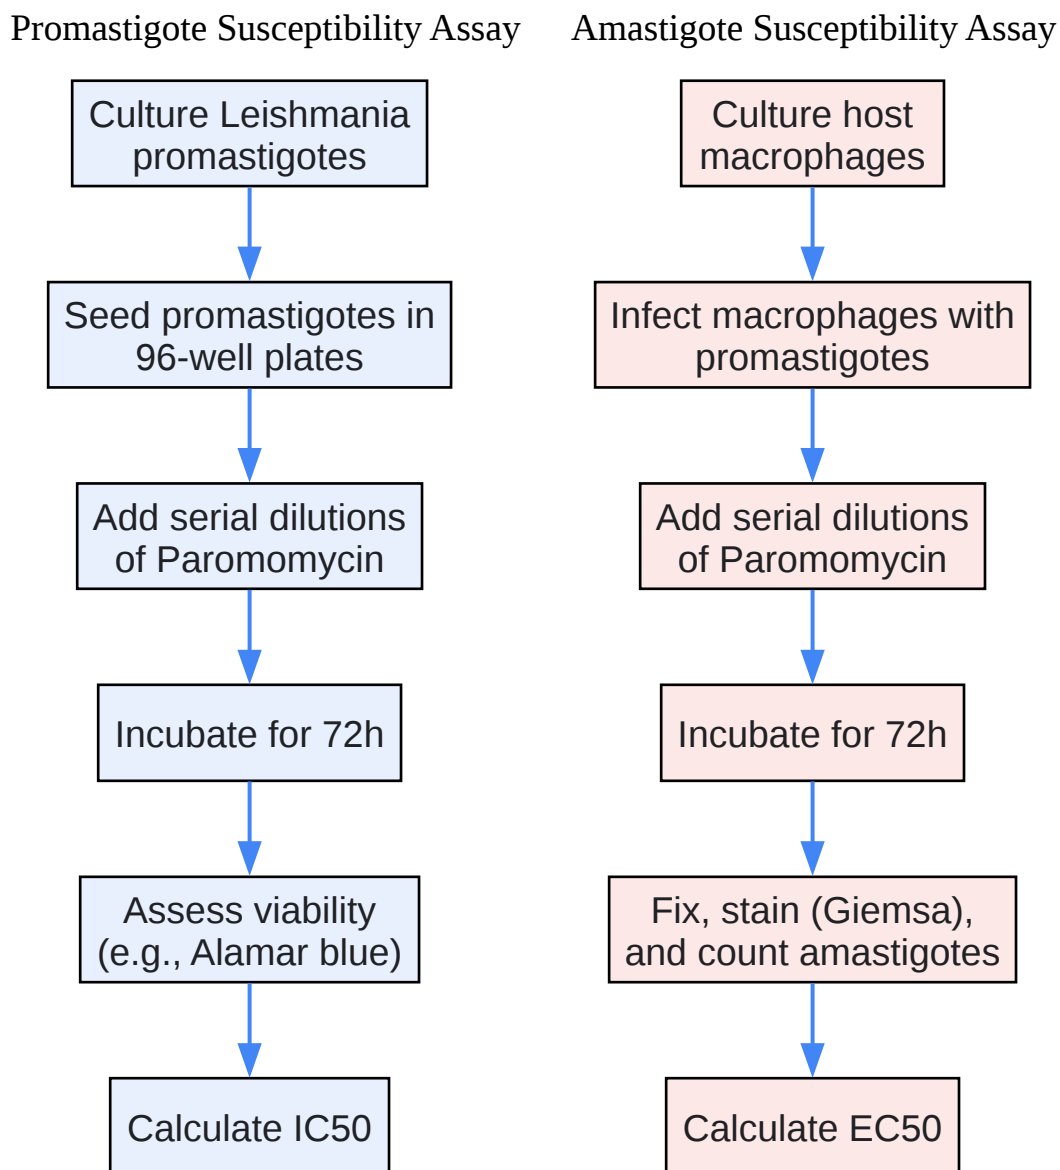 Promastigote Susceptibility Assay
Culture Leishmania
promastigotes
Seed promastigotes in
96-well plates
Add serial dilutions
of Paromomycin
Incubate for 72h
Assess viability
(e.g., Alamar blue)
Calculate IC50
Amastigote Susceptibility Assay
Culture host
macrophages
Infect macrophages with
promastigotes
Add serial dilutions
of Paromomycin
Incubate for 72h
Fix, stain (Giemsa),
and count amastigotes
Calculate EC50